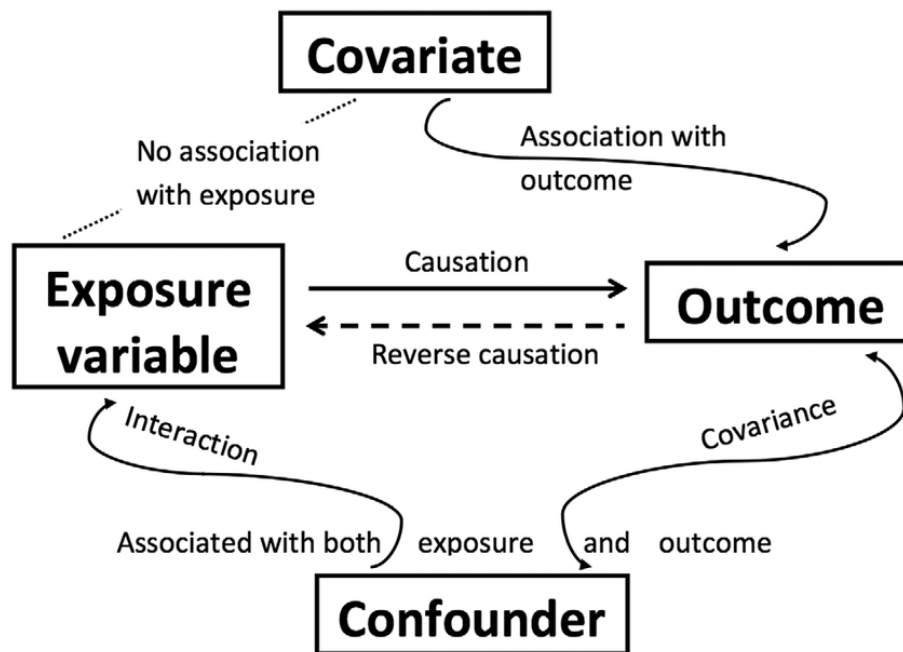 Covariate
No association
with exposure
Association with
outcome
Exposure
variable
Causation
Reverse causation
Outcome
Interaction
Covariance
Associated with both exposure and outcome
Confounder